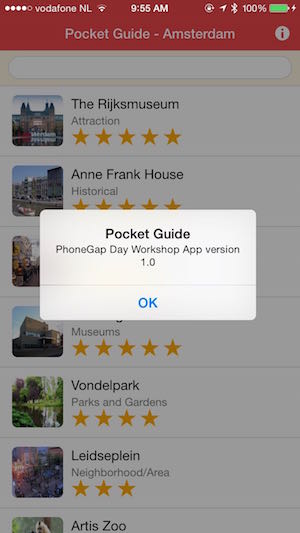 vodafone NL 9:55 AM 100%
Pocket Guide - Amsterdam
The Rijksmuseum
Attraction
Anne Frank House
Historical
Pocket Guide
PhoneGap Day Workshop App version
1.0
OK
Museums
Vondelpark
Parks and Gardens
Leidseplein
Neighborhood/Area
Artis Zoo